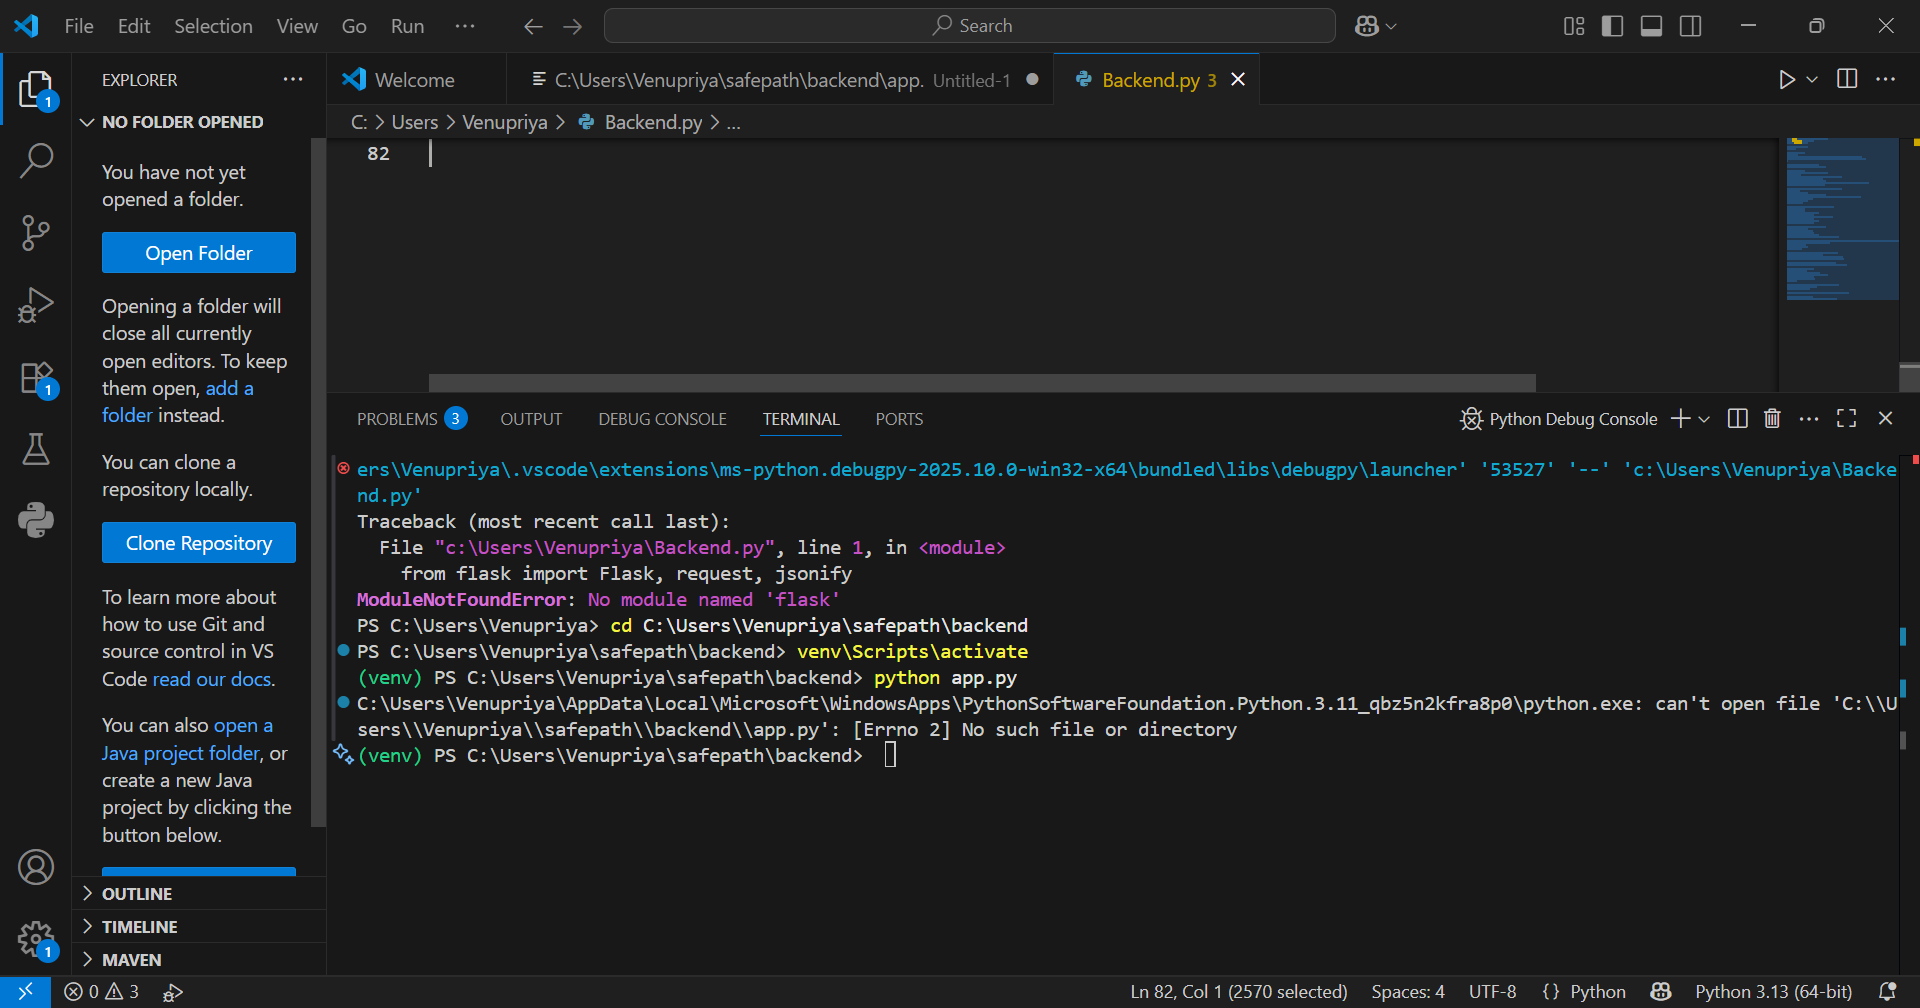 File Edit Selection View Go Run ··· Search
EXPLORER ···
Welcome
C:\Users\Venupriya\safepath\backend\app. Untitled-1
Backend.py 3
C: > Users > Venupriya > Backend.py > ...
NO FOLDER OPENED
You have not yet
opened a folder.
Open Folder
Opening a folder will
close all currently
open editors. To keep
them open, add a
folder instead.
You can clone a
repository locally.
Clone Repository
To learn more about
how to use Git and
source control in VS
Code read our docs.
You can also open a
Java project folder, or
create a new Java
project by clicking the
button below.
OUTLINE
TIMELINE
MAVEN
1
1
1
82
PROBLEMS 3 OUTPUT DEBUG CONSOLE TERMINAL PORTS Python Debug Console
ers\Venupriya\.vscode\extensions\ms-python.debugpy-2025.10.0-win32-x64\bundled\libs\debugpy\launcher' '53527' '--' 'c:\Users\Venupriya\Backe
nd.py'
Traceback (most recent call last):
File "c:\Users\Venupriya\Backend.py", line 1, in <module>
from flask import Flask, request, jsonify
ModuleNotFoundError: No module named 'flask'
PS C:\Users\Venupriya> cd C:\Users\Venupriya\safepath\backend
PS C:\Users\Venupriya\safepath\backend> venv\Scripts\activate
(venv) PS C:\Users\Venupriya\safepath\backend> python app.py
C:\Users\Venupriya\AppData\Local\Microsoft\WindowsApps\PythonSoftwareFoundation.Python.3.11_qbz5n2kfra8p0\python.exe: can't open file 'C:\\U
sers\\Venupriya\\safepath\\backend\\app.py': [Errno 2] No such file or directory
(venv) PS C:\Users\Venupriya\safepath\backend>
0 3 Ln 82, Col 1 (2570 selected) Spaces: 4 UTF-8 {} Python Python 3.13 (64-bit)